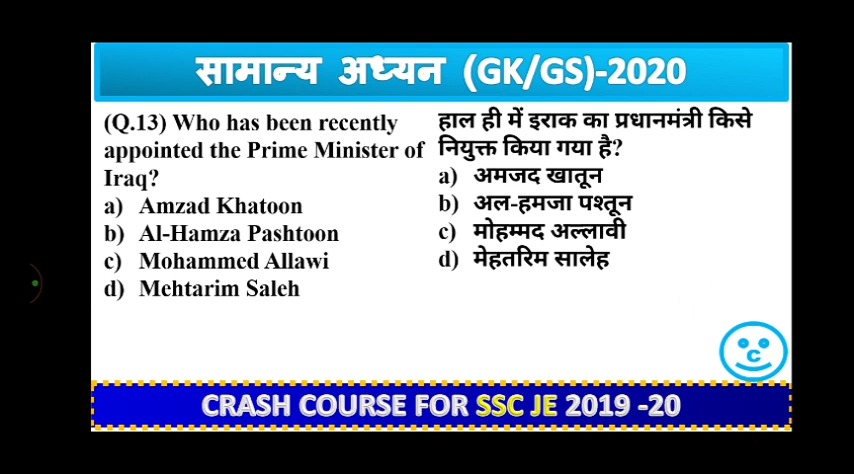 सामान्य अध्यन (GK/GS)-2020
(Q.13) Who has been recently
appointed the Prime Minister of
Iraq?
a) Amzad Khatoon
b) Al-Hamza Pashtoon
c) Mohammed Allawi
d) Mehtarim Saleh
हाल ही में इराक का प्रधानमंत्री किसे
नियुक्त किया गया है?
a) अमजद खातून
b) अल-हमजा पश्तून
c) मोहम्मद अल्लावी
d) मेहतरिम सालेह
C
CRASH COURSE FOR SSC JE 2019 -20